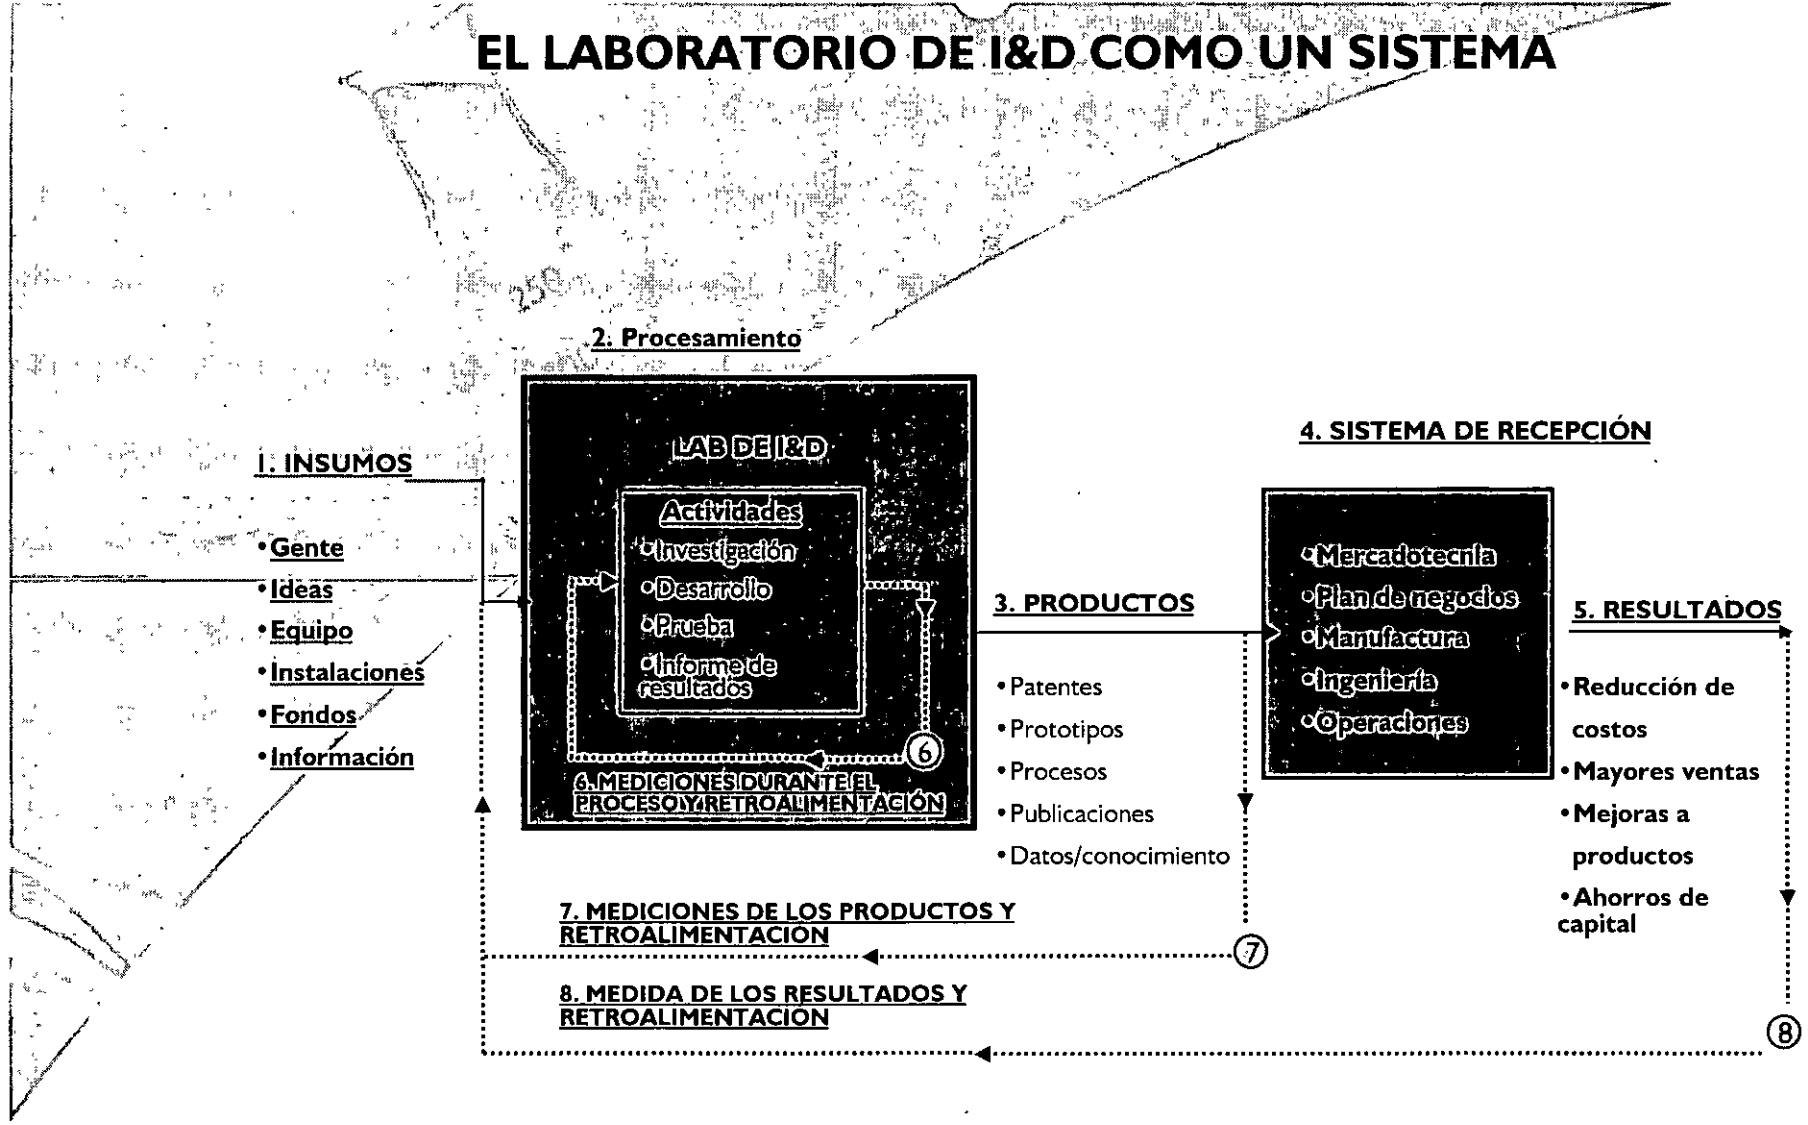 EL LABORATORIO DE I&D COMO UN SISTEMA
250
2. Procesamiento
1. INSUMOS
•Gente
•Ideas
•Equipo
•Instalaciones
•Fondos
•Información
LAB DE I&D
Actividades
•Investigación
•Desarrollo
•Prueba
•Informe de
resultados
6
6. MEDICIONES DURANTE EL
PROCESO Y RETROALIMENTACIÓN
3. PRODUCTOS
•Patentes
•Prototipos
•Procesos
•Publicaciones
•Datos/conocimiento
4. SISTEMA DE RECEPCIÓN
•Mercadotecnia
•Plan de negocios
•Manufactura
•Ingeniería
•Operaciones
5. RESULTADOS
•Reducción de
costos
•Mayores ventas
•Mejoras a
productos
•Ahorros de
capital
7. MEDICIONES DE LOS PRODUCTOS Y
RETROALIMENTACIÓN
7
8. MEDIDA DE LOS RESULTADOS Y
RETROALIMENTACIÓN
8